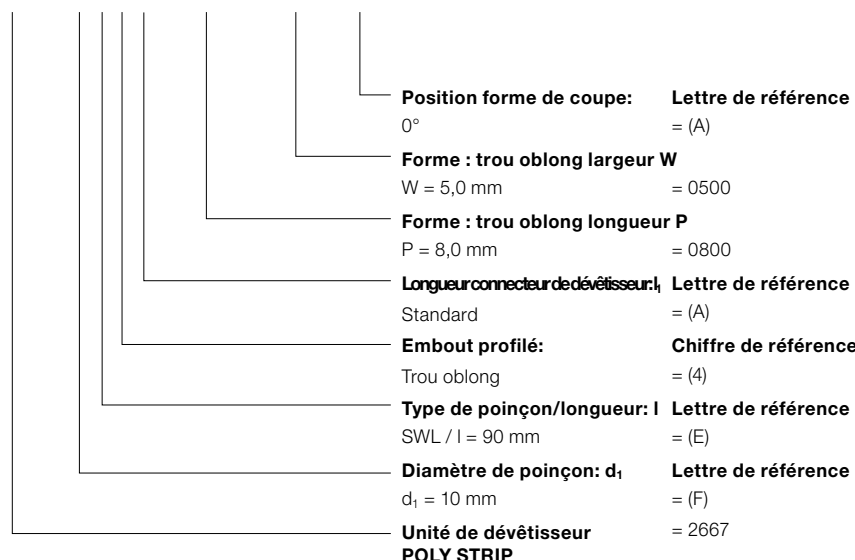 Position forme de coupe: Lettre de référence
0° = (A)
Forme : trou oblong largeur W
W = 5,0 mm = 0500
Forme : trou oblong longueur P
P = 8,0 mm = 0800
Longueur connecteur de dévêtisseur: l₁ Lettre de référence
Standard = (A)
Embout profilé: Chiffre de référence
Trou oblong = (4)
Type de poinçon/longueur: l Lettre de référence
SWL / l = 90 mm = (E)
Diamètre de poinçon: d₁ Lettre de référence
d₁ = 10 mm = (F)
Unité de dévêtisseur = 2667
POLY STRIP